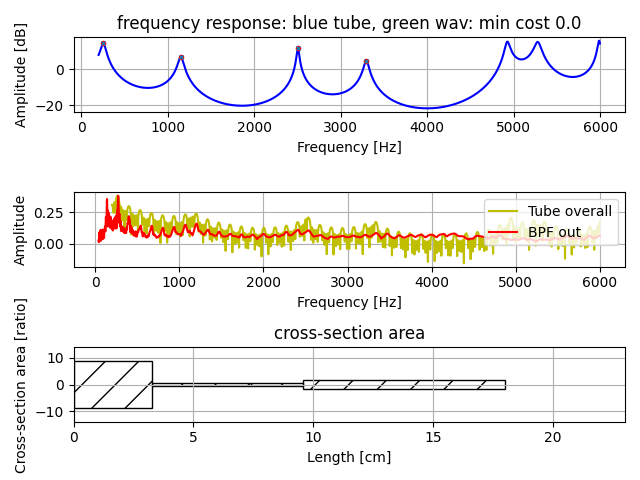 frequency response: blue tube, green wav: min cost 0.0
Amplitude [dB]
0
−20
0 1000 2000 3000 4000 5000 6000
Frequency [Hz]
Amplitude
0.25
0.00
Tube overall
BPF out
0 1000 2000 3000 4000 5000 6000
Frequency [Hz]
cross-section area
Cross-section area [ratio]
10
0
−10
0 5 10 15 20
Length [cm]